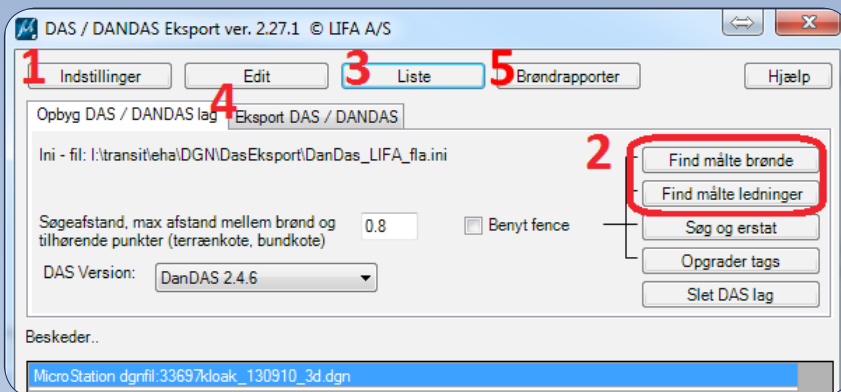 DAS / DANDAS Eksport ver. 2.27.1 © LIFA A/S
1 Indstillinger Edit 3 Liste 5 Brøndrapporter Hjælp
Opbyg DAS / DANDAS lag 4 Eksport DAS / DANDAS
Ini - fil: I:\transit\eha\DGN\DasEksport\DanDas_LIFA_fla.ini
2 Find målte brønde
Find målte ledninger
Søgeafstand, max afstand mellem brønd og
tilhørende punkter (terrænkote, bundkote)
0.8 Benyt fence Søg og erstat
Opgrader tags
DAS Version: DanDAS 2.4.6
Slet DAS lag
Beskeder..
MicroStation dgnfil:33697kloak_130910_3d.dgn